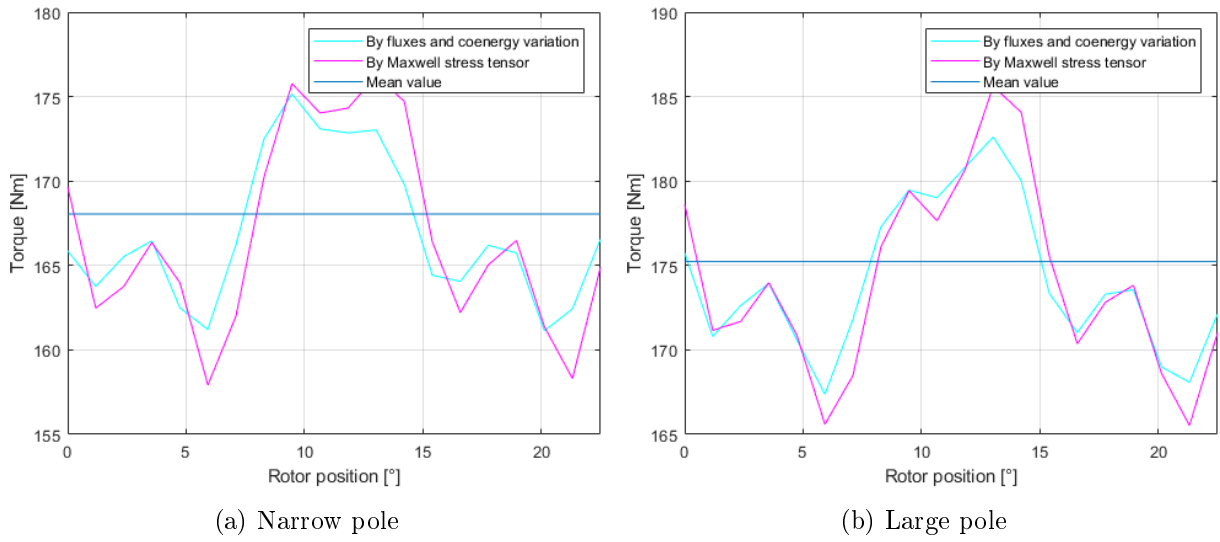 180
175
170
165
160
155
Torque [Nm]
By fluxes and coenergy variation
By Maxwell stress tensor
Mean value
0
5
10
15
20
Rotor position [°]
(a) Narrow pole
190
185
180
175
170
165
Torque [Nm]
By fluxes and coenergy variation
By Maxwell stress tensor
Mean value
0
5
10
15
20
Rotor position [°]
(b) Large pole